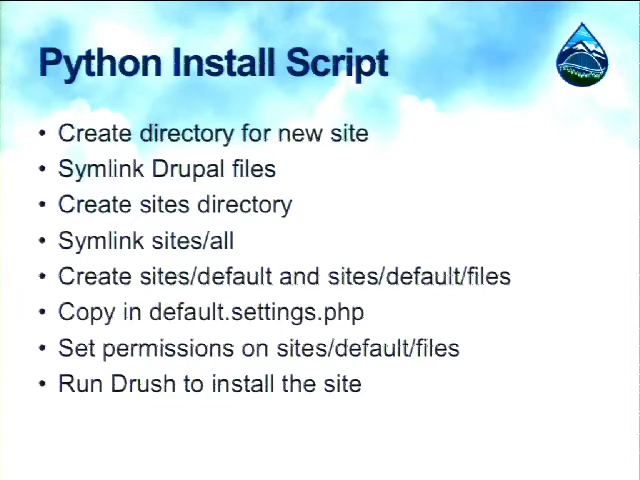 Python Install Script
• Create directory for new site
• Symlink Drupal files
• Create sites directory
• Symlink sites/all
• Create sites/default and sites/default/files
• Copy in default.settings.php
• Set permissions on sites/default/files
• Run Drush to install the site